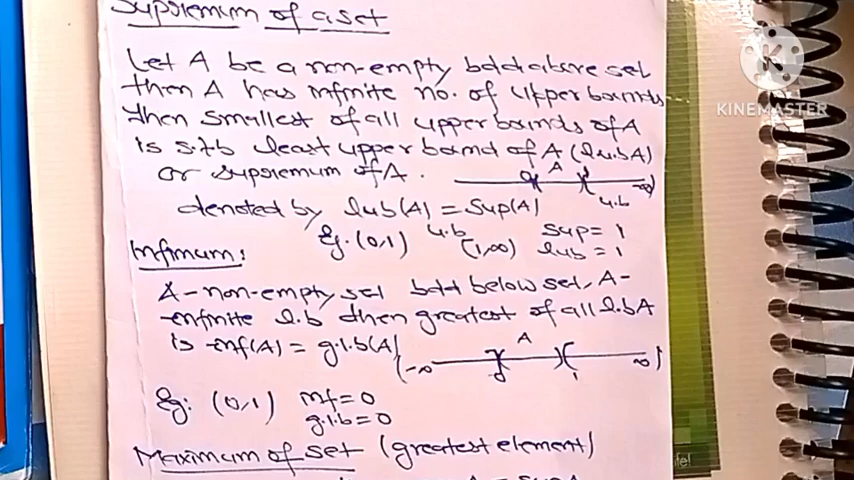 Supremum of a set
Let A be a non-empty bdd above set
then A has infinite no. of upper bounds
then smallest of all upper bounds of A
is s.t.b least upper bound of A (l.u.b A)
or supremum of A.
A
u.b
∞)
denoted by lub(A) = Sup(A)
Eg. (0,1) u.b (1,∞) sup = 1
lub = 1
Infimum:
A - non-empty set bdd below set, A -
infinite l.b then greatest of all l.b A
is inf(A) = g.l.b(A)
(-∞ 0 A 1 ∞)
Eg: (0,1) inf = 0
g.l.b = 0
Maximum of set (greatest element)
KINEMASTER